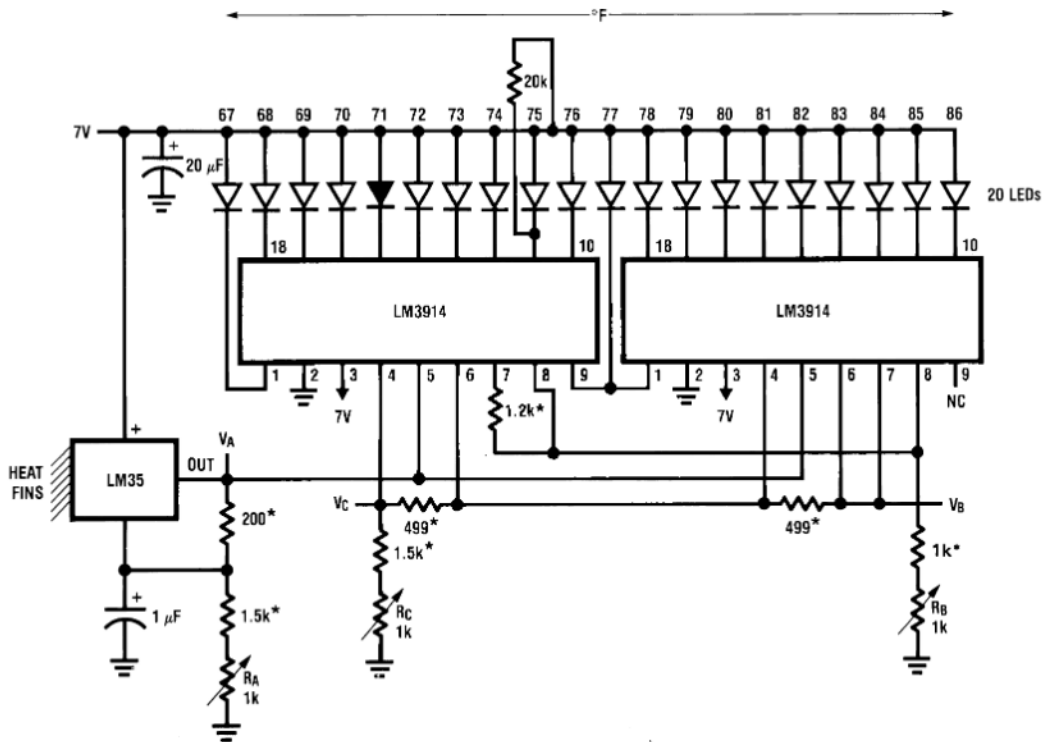 °F
20k
67 68 69 70 71 72 73 74 75 76 77 78 79 80 81 82 83 84 85 86
7V
+
20 μF
20 LEDs
18 10 18 10
LM3914 LM3914
1 2 3 4 5 6 7 8 9 1 2 3 4 5 6 7 8 9
7V 1.2k* 7V NC
VA
+
HEAT FINS
LM35
OUT
200*
VC
499*
499*
VB
1.5k*
1k*
+
1 μF
1.5k*
RC
1k
RB
1k
RA
1k